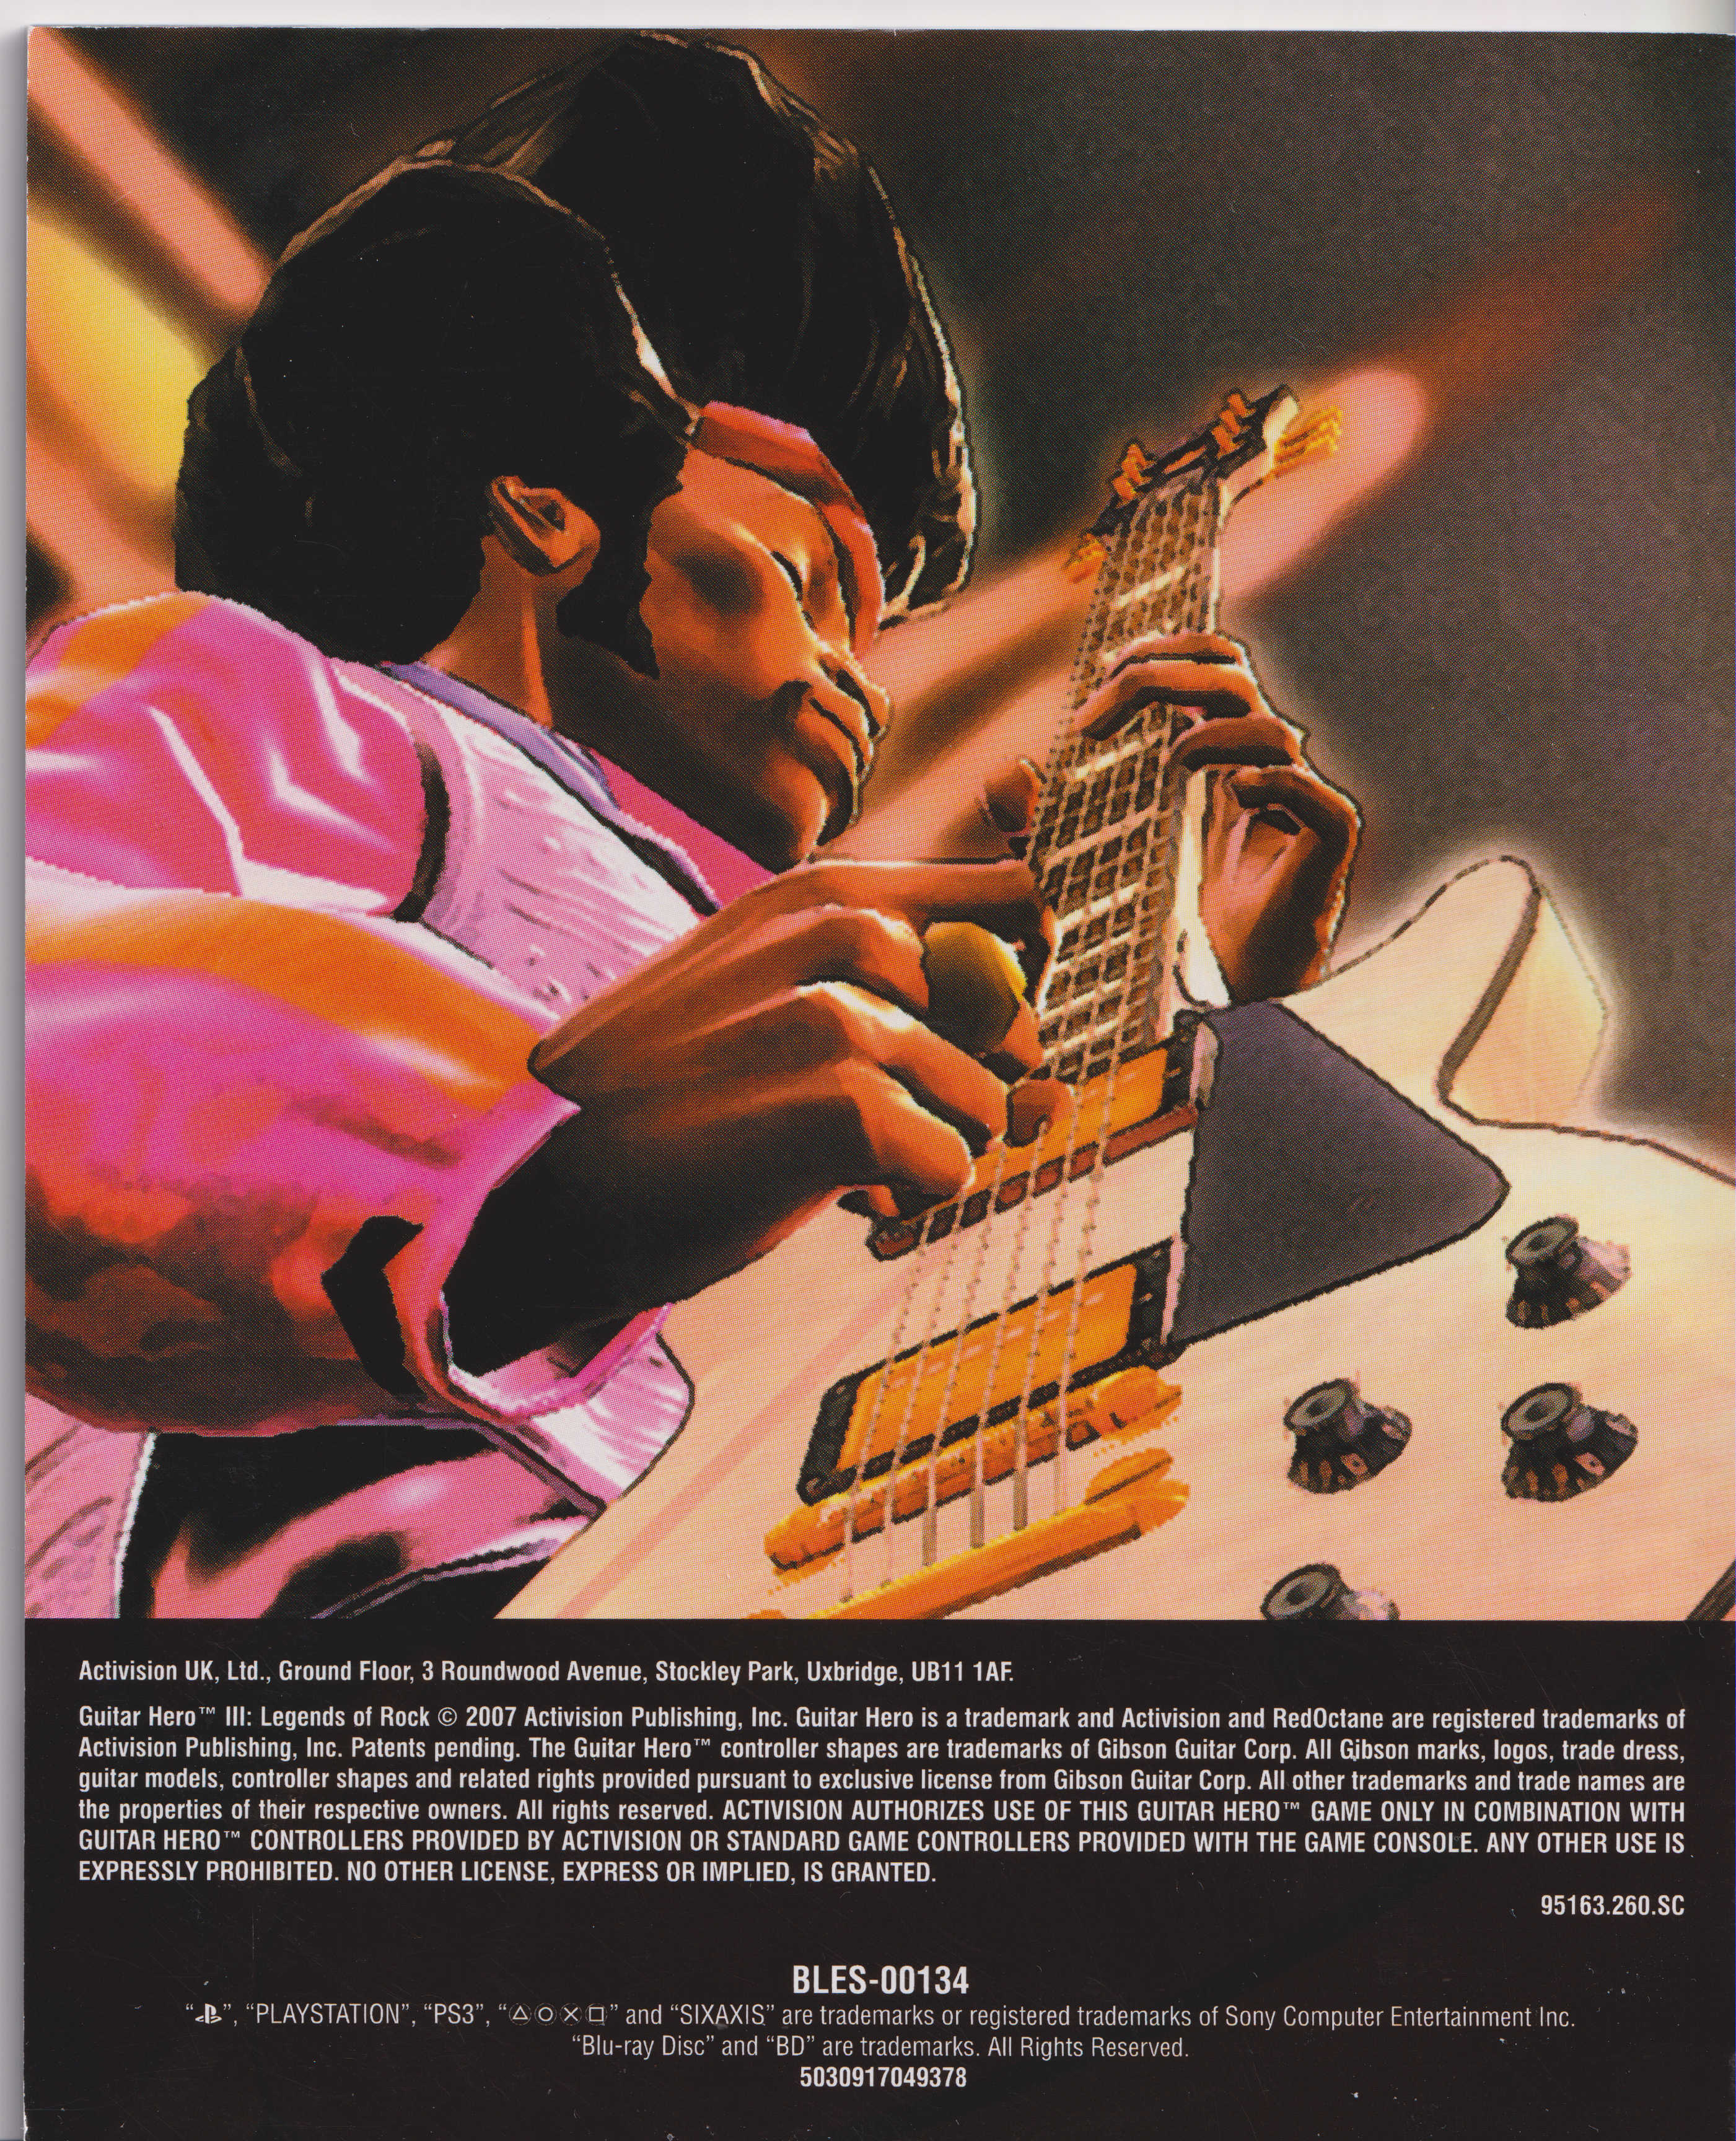 Activision UK, Ltd., Ground Floor, 3 Roundwood Avenue, Stockley Park, Uxbridge, UB11 1AF.
Guitar Hero™ III: Legends of Rock © 2007 Activision Publishing, Inc. Guitar Hero is a trademark and Activision and RedOctane are registered trademarks of
Activision Publishing, Inc. Patents pending. The Guitar Hero™ controller shapes are trademarks of Gibson Guitar Corp. All Gibson marks, logos, trade dress,
guitar models, controller shapes and related rights provided pursuant to exclusive license from Gibson Guitar Corp. All other trademarks and trade names are
the properties of their respective owners. All rights reserved. ACTIVISION AUTHORIZES USE OF THIS GUITAR HERO™ GAME ONLY IN COMBINATION WITH
GUITAR HERO™ CONTROLLERS PROVIDED BY ACTIVISION OR STANDARD GAME CONTROLLERS PROVIDED WITH THE GAME CONSOLE. ANY OTHER USE IS
EXPRESSLY PROHIBITED. NO OTHER LICENSE, EXPRESS OR IMPLIED, IS GRANTED.
95163.260.SC
BLES-00134
“”, “PLAYSTATION”, “PS3”, “△○×□” and “SIXAXIS” are trademarks or registered trademarks of Sony Computer Entertainment Inc.
“Blu-ray Disc” and “BD” are trademarks. All Rights Reserved.
5030917049378